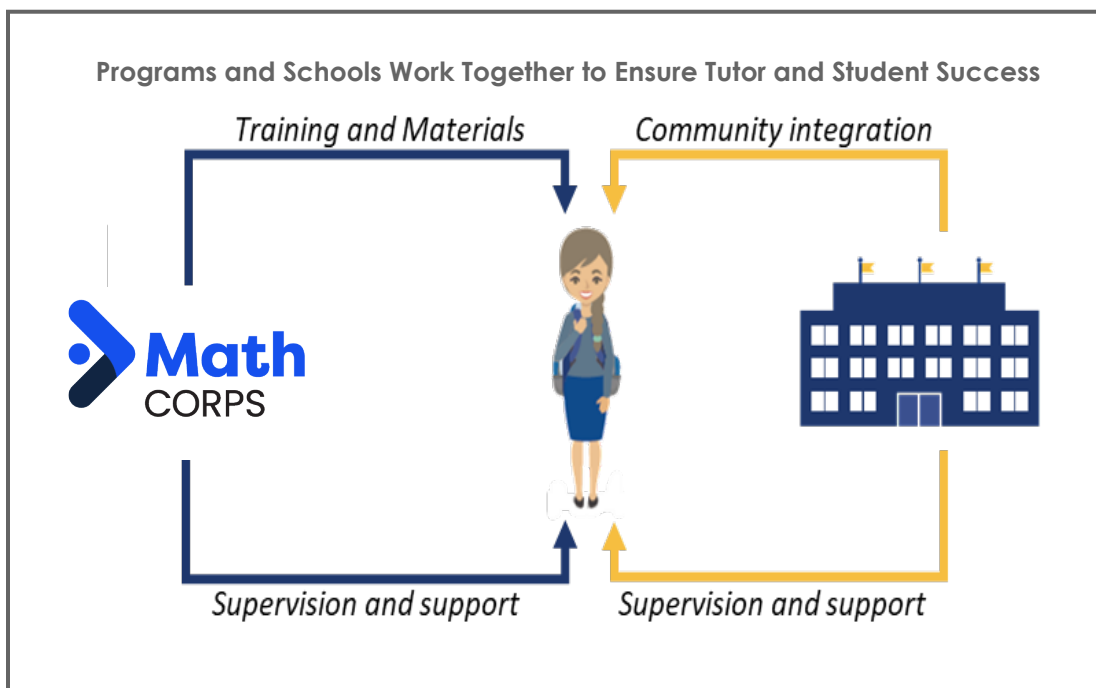 Programs and Schools Work Together to Ensure Tutor and Student Success
Training and Materials
Community integration
Math
CORPS
Supervision and support
Supervision and support